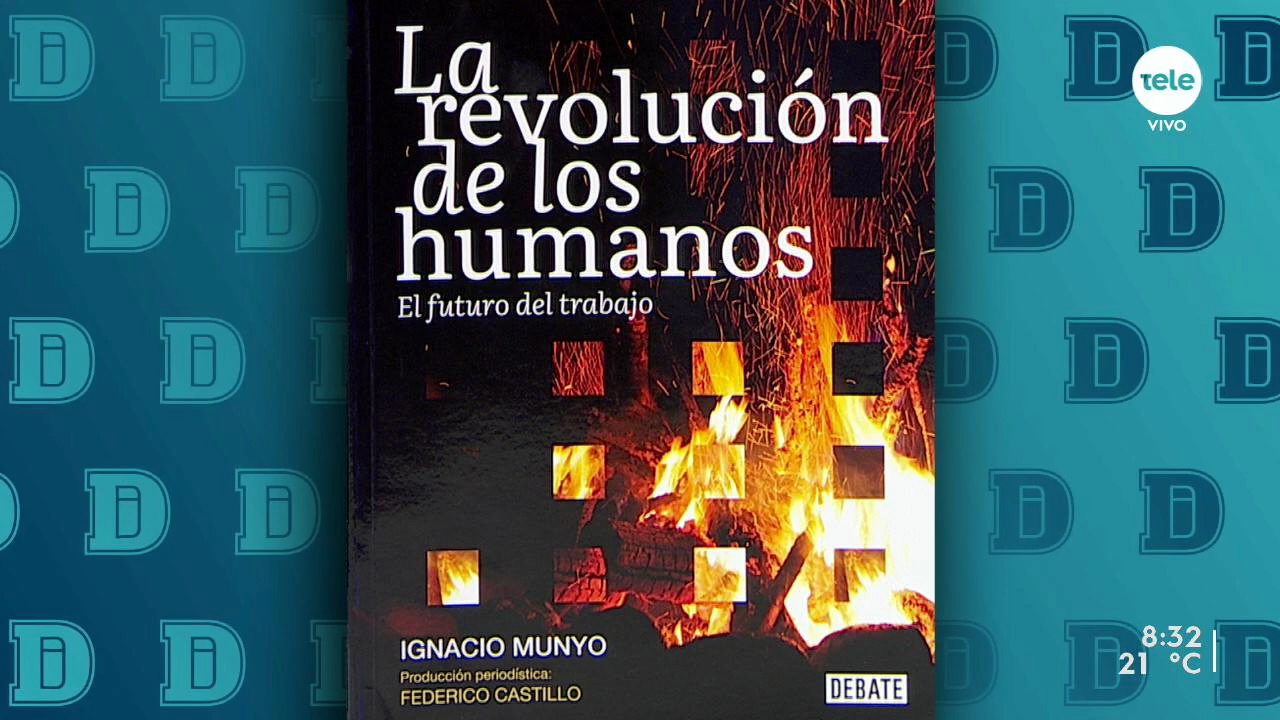 La
revolución
de los
humanos
El futuro del trabajo
IGNACIO MUNYO
Producción periodística:
FEDERICO CASTILLO
DEBATE
tele
VIVO
8:32
21 °C